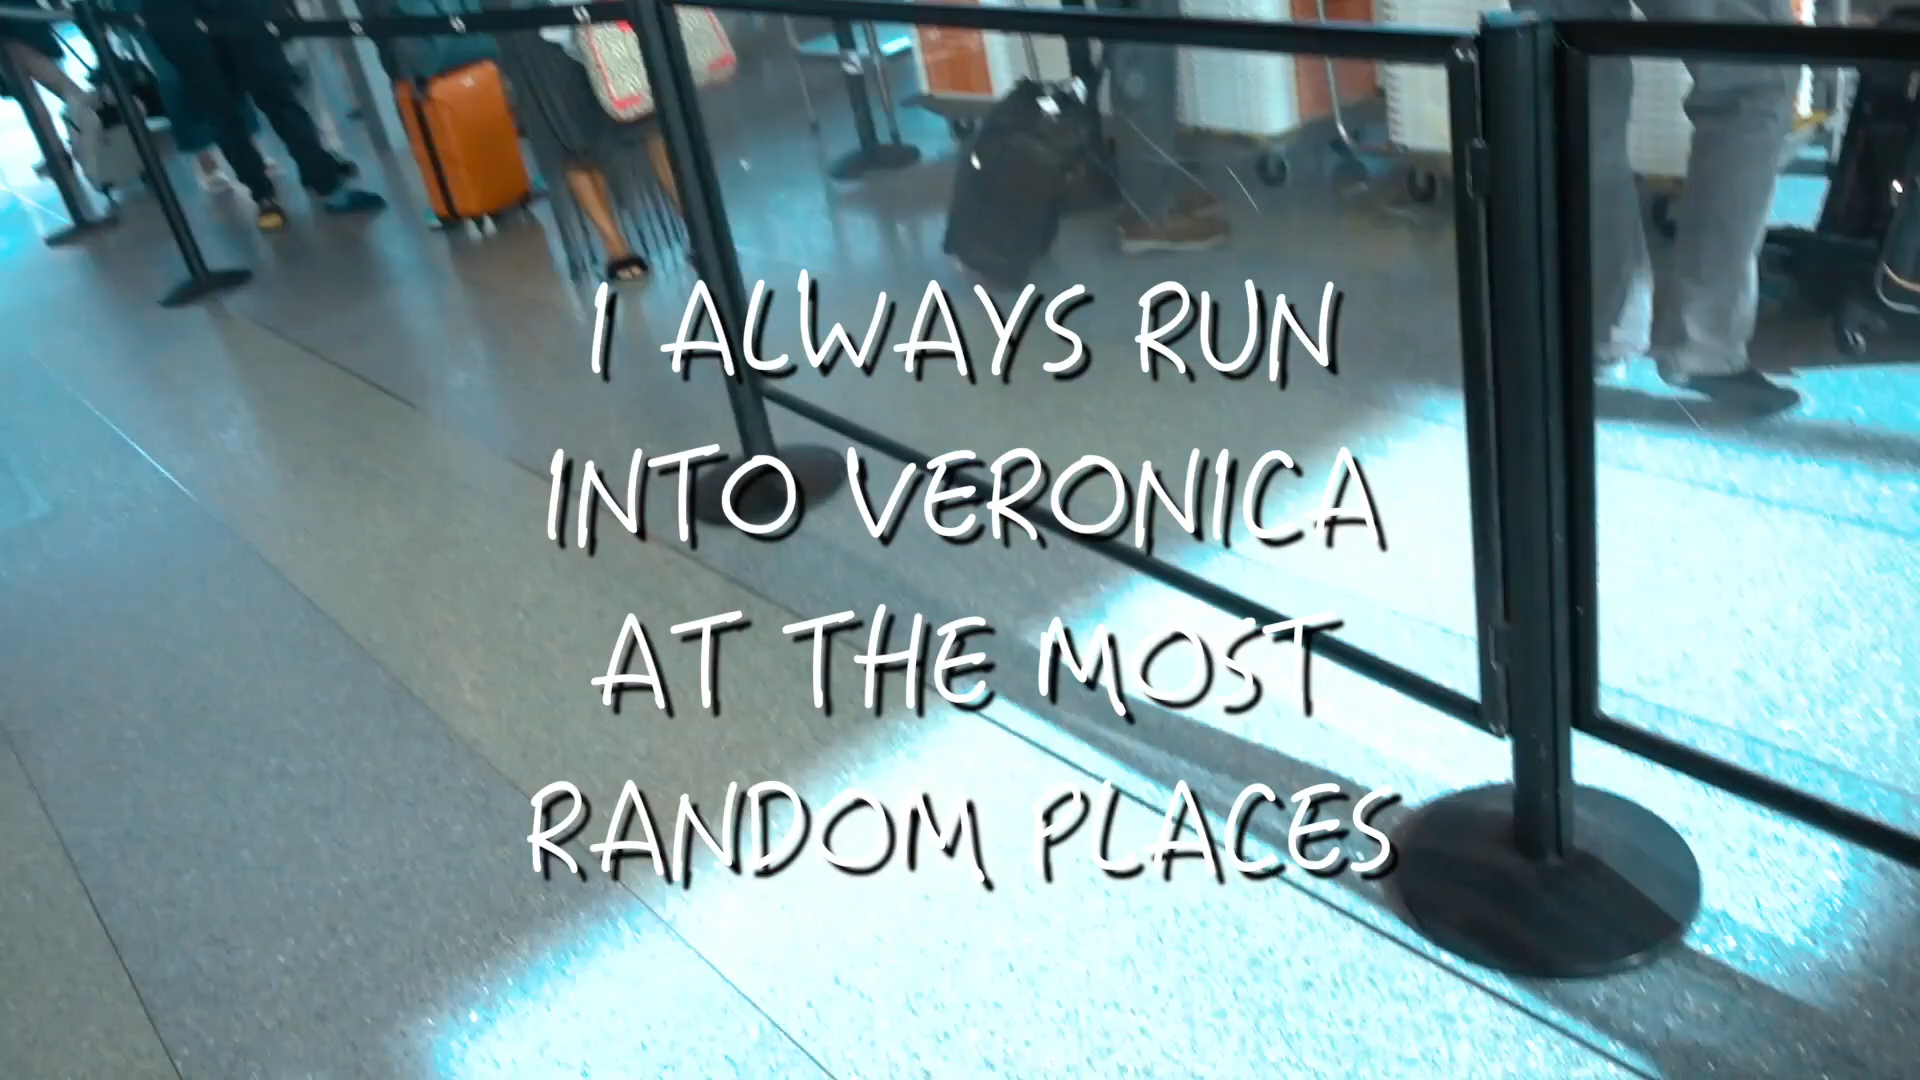 I ALWAYS RUN
INTO VERONICA
AT THE MOST
RANDOM PLACES